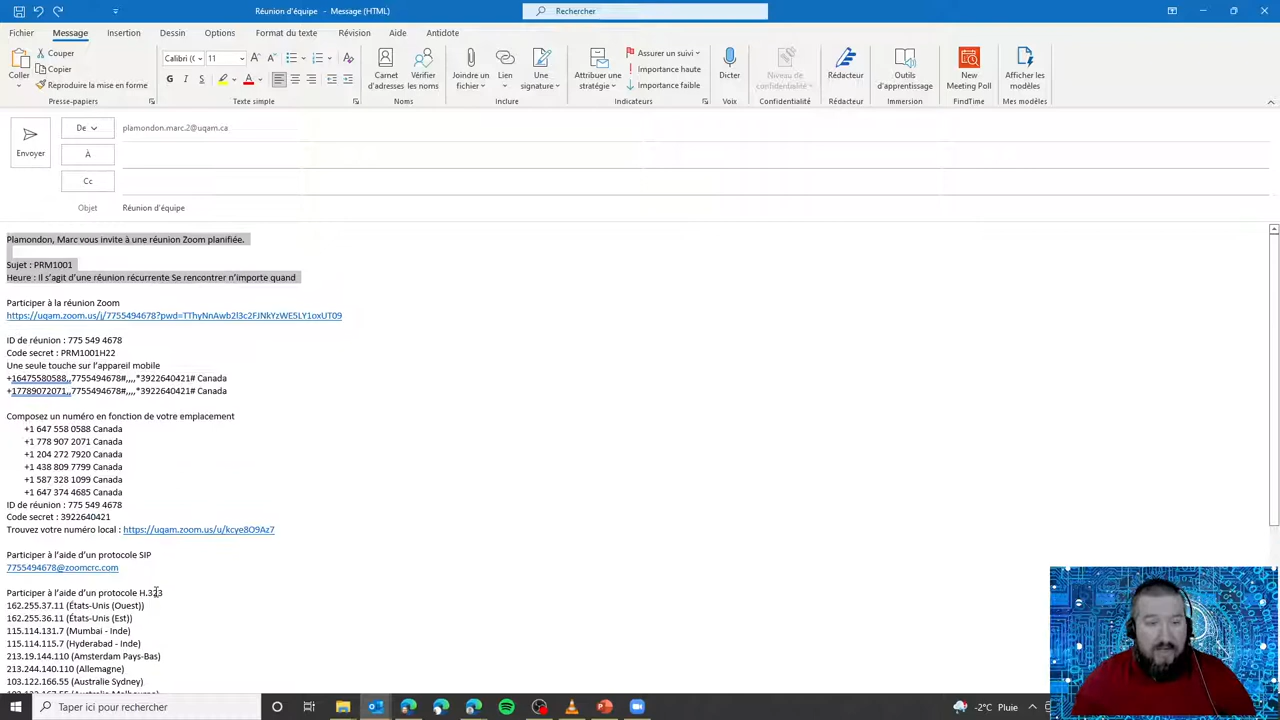 Réunion d'équipe - Message (HTML)
Rechercher
Fichier Message Insertion Dessin Options Format du texte Révision Aide Antidote
Coller
Couper
Copier
Reproduire la mise en forme
Presse-papiers
Calibri (C 11
G I S
Texte simple
Carnet d'adresses
Vérifier les noms
Noms
Joindre un fichier
Lien
Une signature
Inclure
Attribuer une stratégie
Assurer un suivi
Importance haute
Importance faible
Indicateurs
Dicter
Voix
Niveau de confidentialité
Confidentialité
Rédacteur
Rédacteur
Outils d'apprentissage
Immersion
New Meeting Poll
FindTime
Afficher les modèles
Mes modèles
Envoyer
De plamondon.marc.2@uqam.ca
À
Cc
Objet Réunion d'équipe
Plamondon, Marc vous invite à une réunion Zoom planifiée.
Sujet : PRM1001
Heure : Il s'agit d'une réunion récurrente Se rencontrer n'importe quand
Participer à la réunion Zoom
https://uqam.zoom.us/j/7755494678?pwd=TThyNnAwb2l3c2FJNkYzWE5LY1oxUT09
ID de réunion : 775 549 4678
Code secret : PRM1001H22
Une seule touche sur l'appareil mobile
+16475580588,,7755494678#,,,,*3922640421# Canada
+17789072071,,7755494678#,,,,*3922640421# Canada
Composez un numéro en fonction de votre emplacement
+1 647 558 0588 Canada
+1 778 907 2071 Canada
+1 204 272 7920 Canada
+1 438 809 7799 Canada
+1 587 328 1099 Canada
+1 647 374 4685 Canada
ID de réunion : 775 549 4678
Code secret : 3922640421
Trouvez votre numéro local : https://uqam.zoom.us/u/kcye8O9Az7
Participer à l'aide d'un protocole SIP
7755494678@zoomcrc.com
Participer à l'aide d'un protocole H.323
162.255.37.11 (États-Unis (Ouest))
162.255.36.11 (États-Unis (Est))
115.114.131.7 (Mumbai - Inde)
115.114.115.7 (Hyderabad - Inde)
213.19.144.110 (Amsterdam Pays-Bas)
213.244.140.110 (Allemagne)
103.122.166.55 (Australie Sydney)
Taper ici pour rechercher
-2°C Pluie